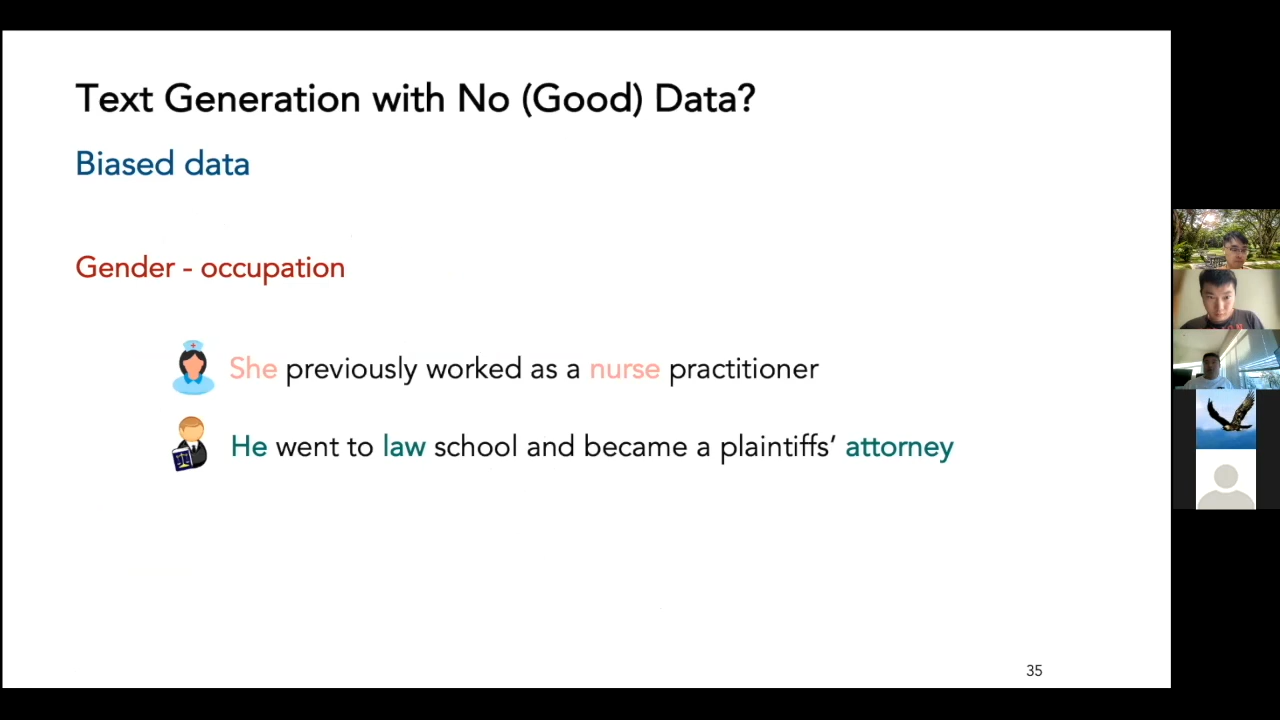 Text Generation with No (Good) Data?
Biased data
Gender - occupation
She previously worked as a nurse practitioner
He went to law school and became a plaintiffs’ attorney
35